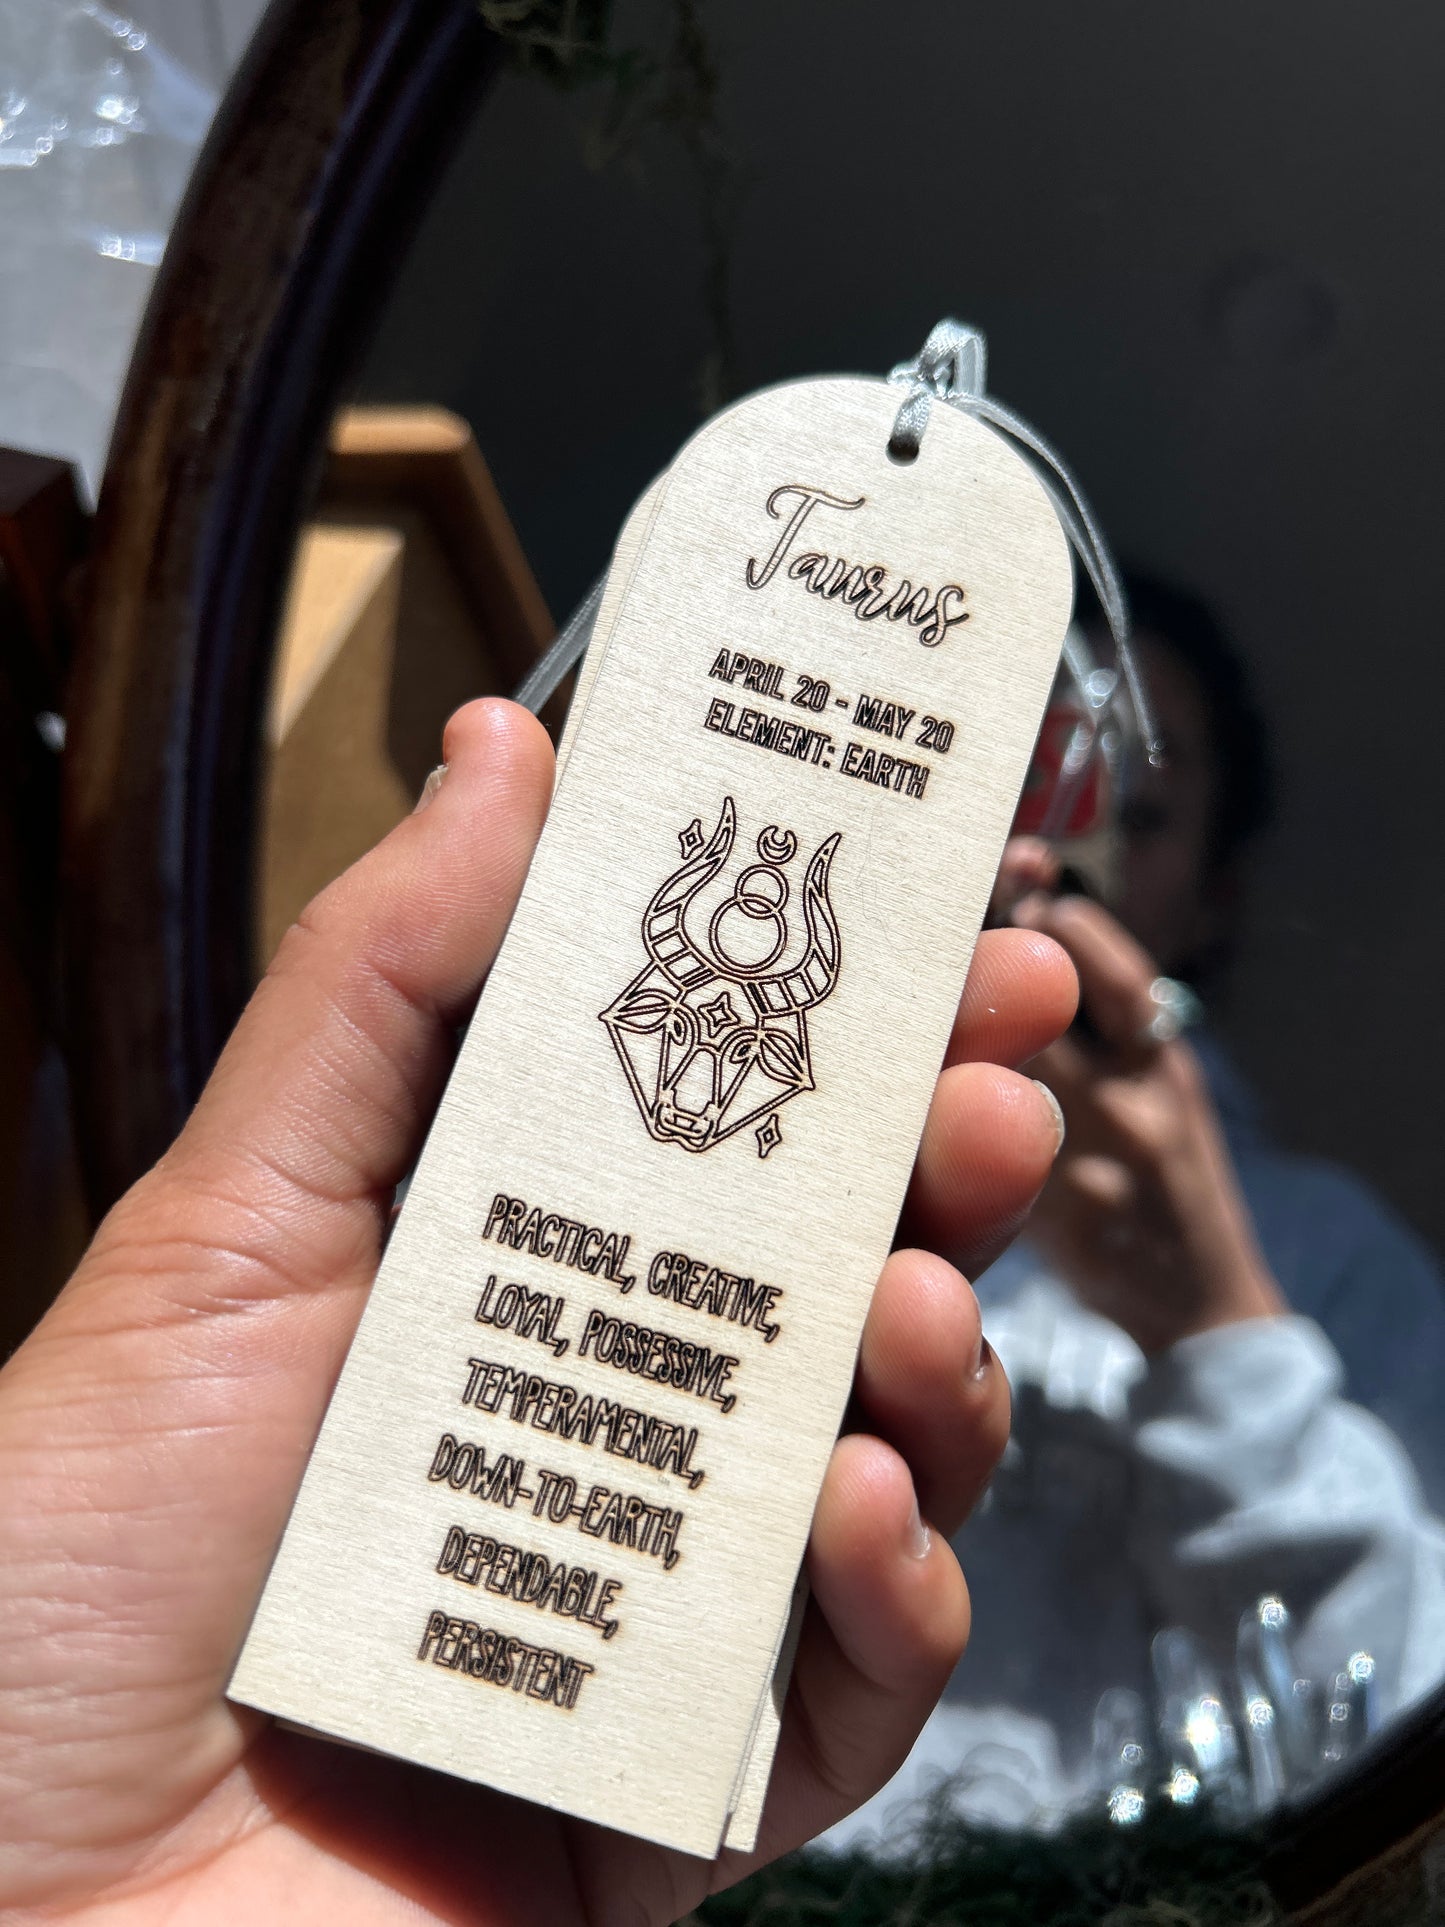 Taurus
APRIL 20 - MAY 20
ELEMENT: EARTH
PRACTICAL, CREATIVE,
LOYAL, POSSESSIVE,
TEMPERAMENTAL,
DOWN-TO-EARTH,
DEPENDABLE,
PERSISTENT